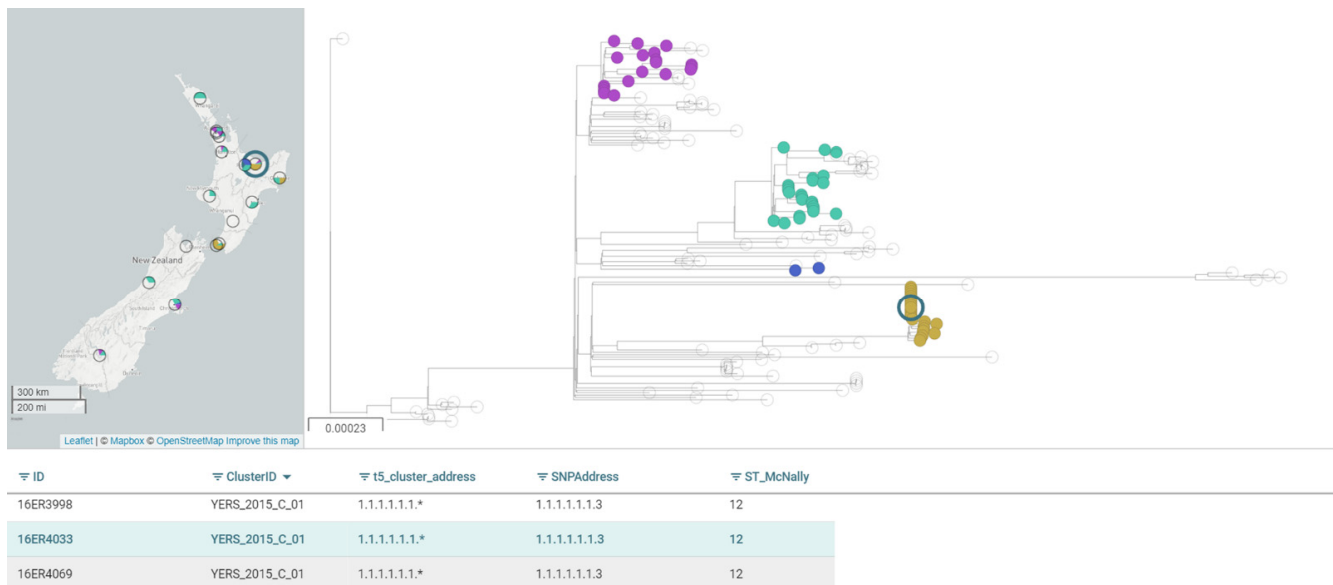 New Zealand
300 km
200 mi
Leaflet | © Mapbox © OpenStreetMap Improve this map
0.00023
ID ClusterID t5_cluster_address SNPAddress ST_McNally
16ER3998 YERS_2015_C_01 1.1.1.1.1.1.* 1.1.1.1.1.1.3 12
16ER4033 YERS_2015_C_01 1.1.1.1.1.1.* 1.1.1.1.1.1.3 12
16ER4069 YERS_2015_C_01 1.1.1.1.1.1.* 1.1.1.1.1.1.3 12